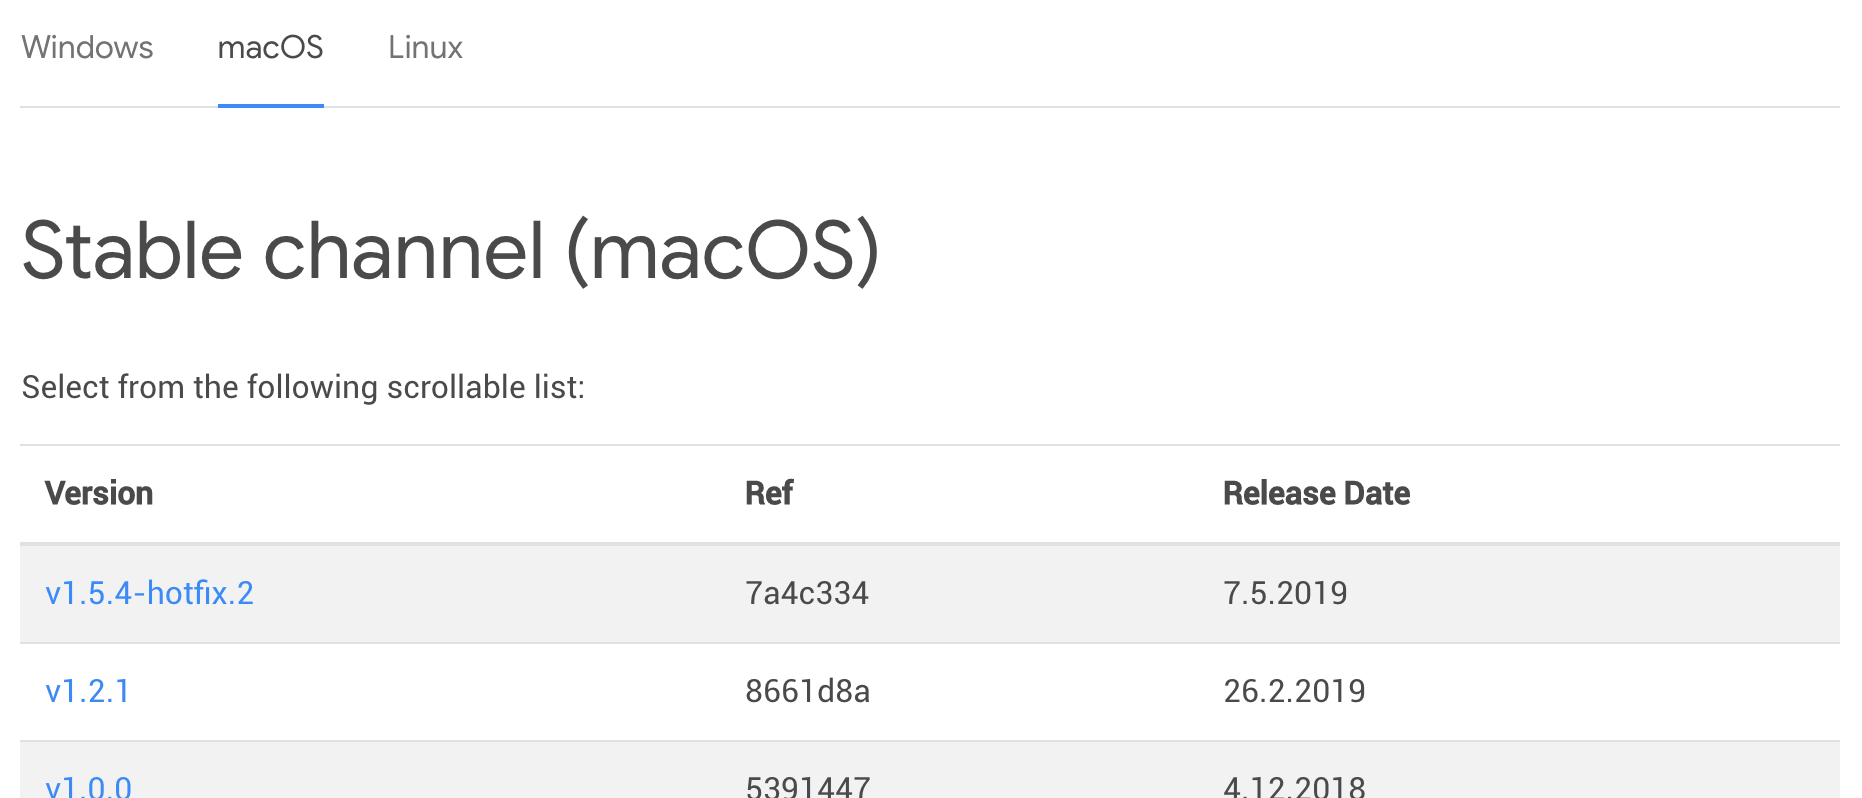 Windows macOS Linux
Stable channel (macOS)
Select from the following scrollable list:
Version Ref Release Date
v1.5.4-hotfix.2 7a4c334 7.5.2019
v1.2.1 8661d8a 26.2.2019
v1.0.0 5391447 4.12.2018